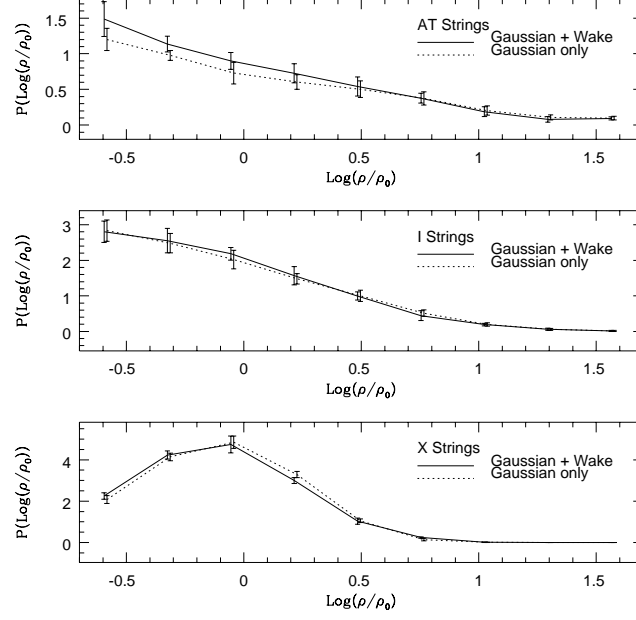 AT Strings
Gaussian + Wake
Gaussian only
P(Log(ρ/ρ₀))
1.5
1
0.5
0
-0.5 0 0.5 1 1.5
Log(ρ/ρ₀)
I Strings
Gaussian + Wake
Gaussian only
P(Log(ρ/ρ₀))
3
2
1
0
-0.5 0 0.5 1 1.5
Log(ρ/ρ₀)
X Strings
Gaussian + Wake
Gaussian only
P(Log(ρ/ρ₀))
4
2
0
-0.5 0 0.5 1 1.5
Log(ρ/ρ₀)